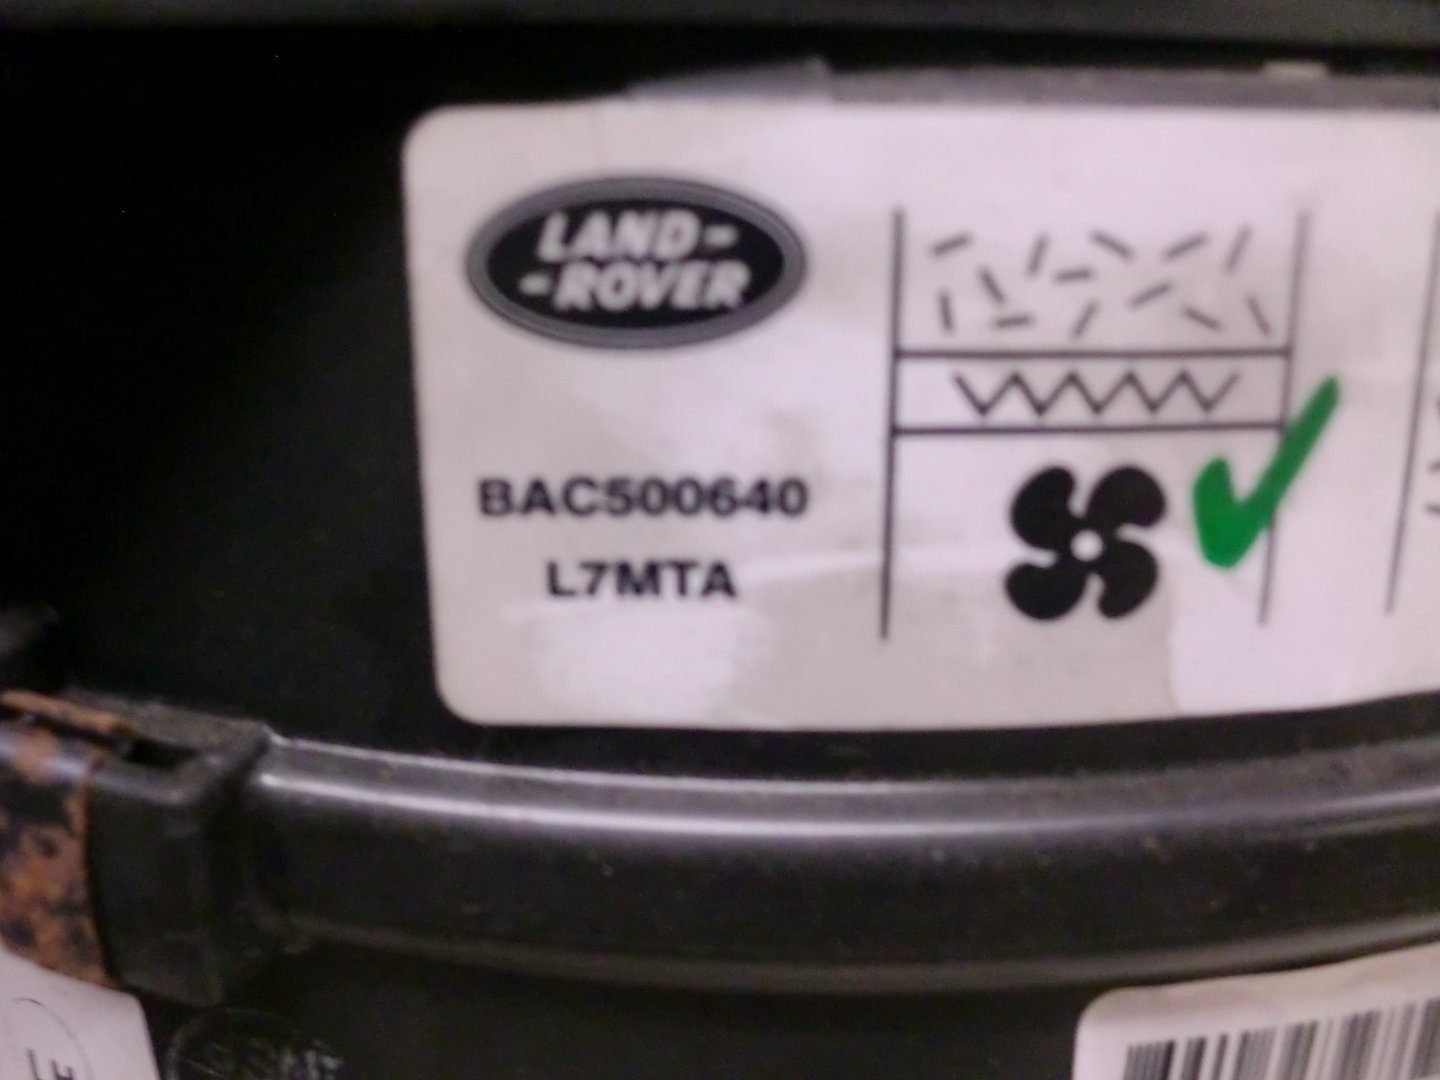 LAND-
-ROVER
BAC500640
L7MTA